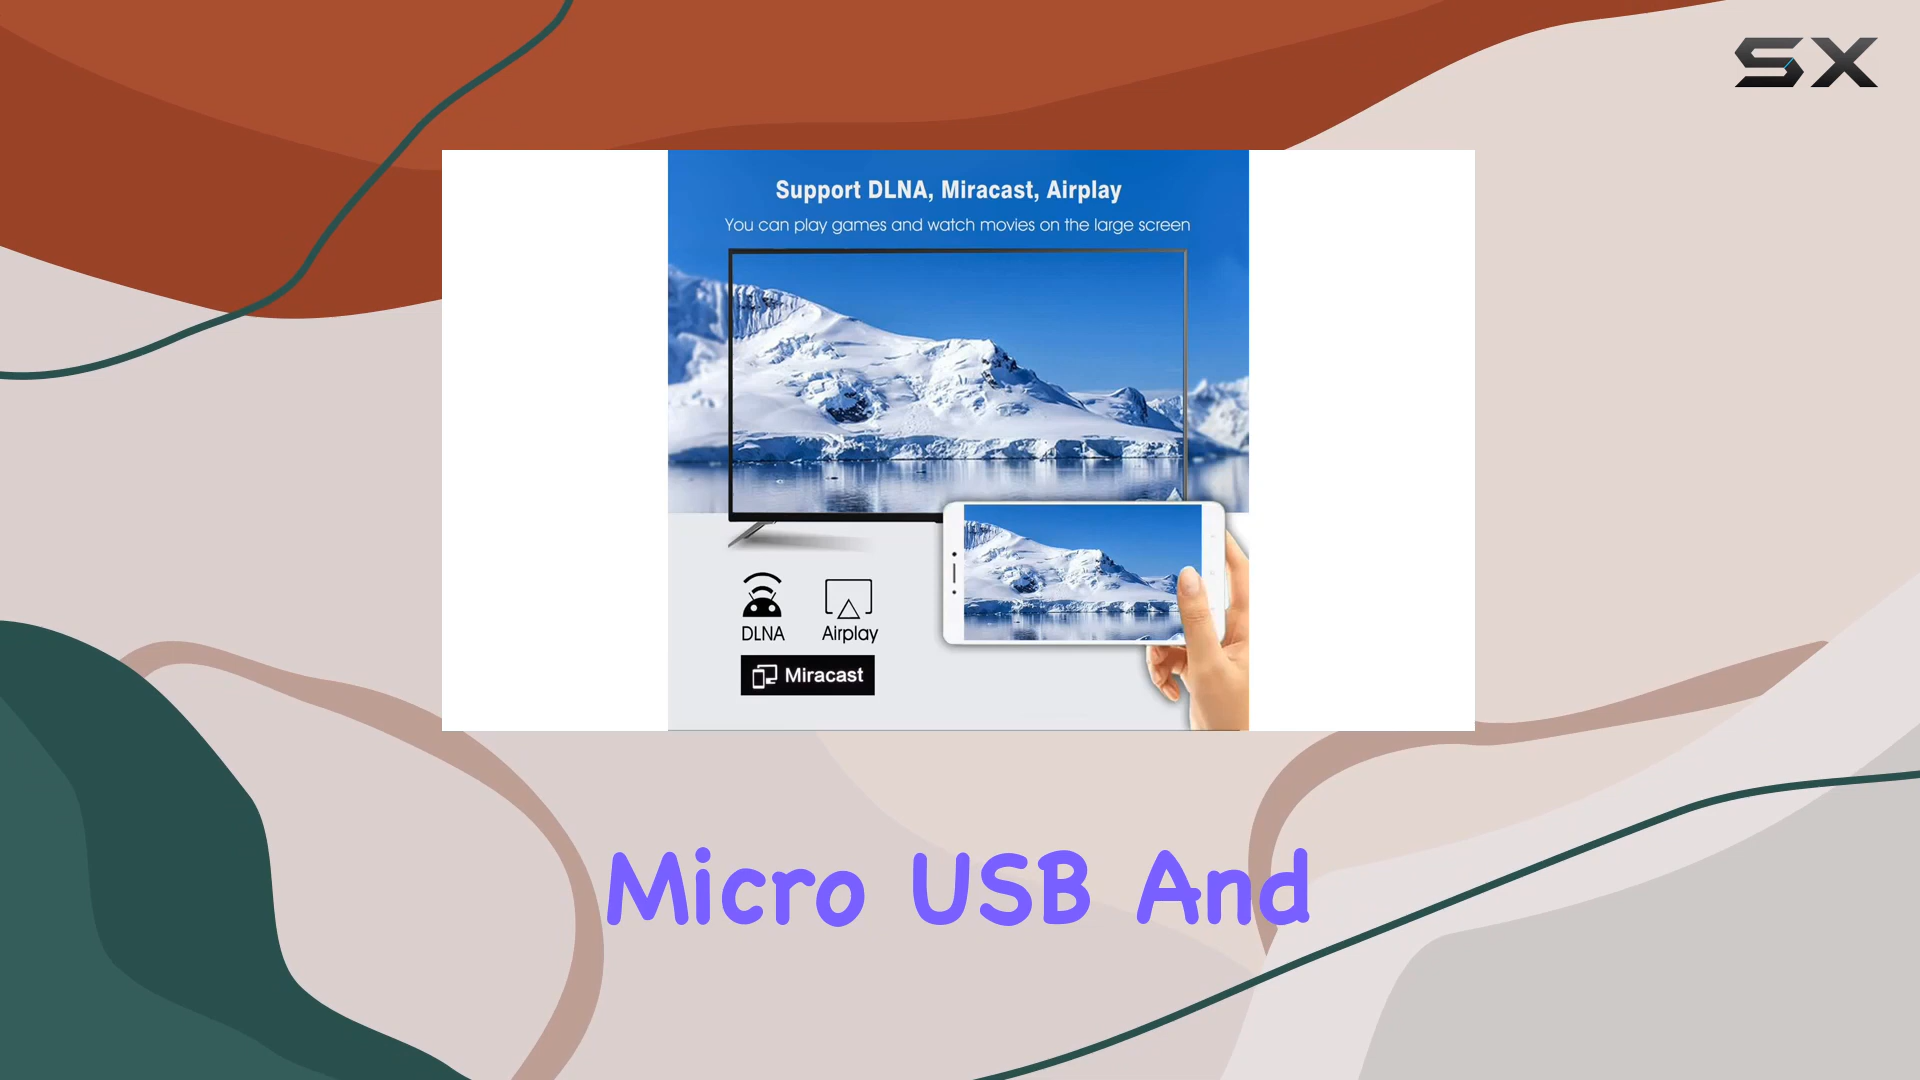 SX
Support DLNA, Miracast, Airplay
You can play games and watch movies on the large screen
DLNA Airplay
Miracast
Micro USB And